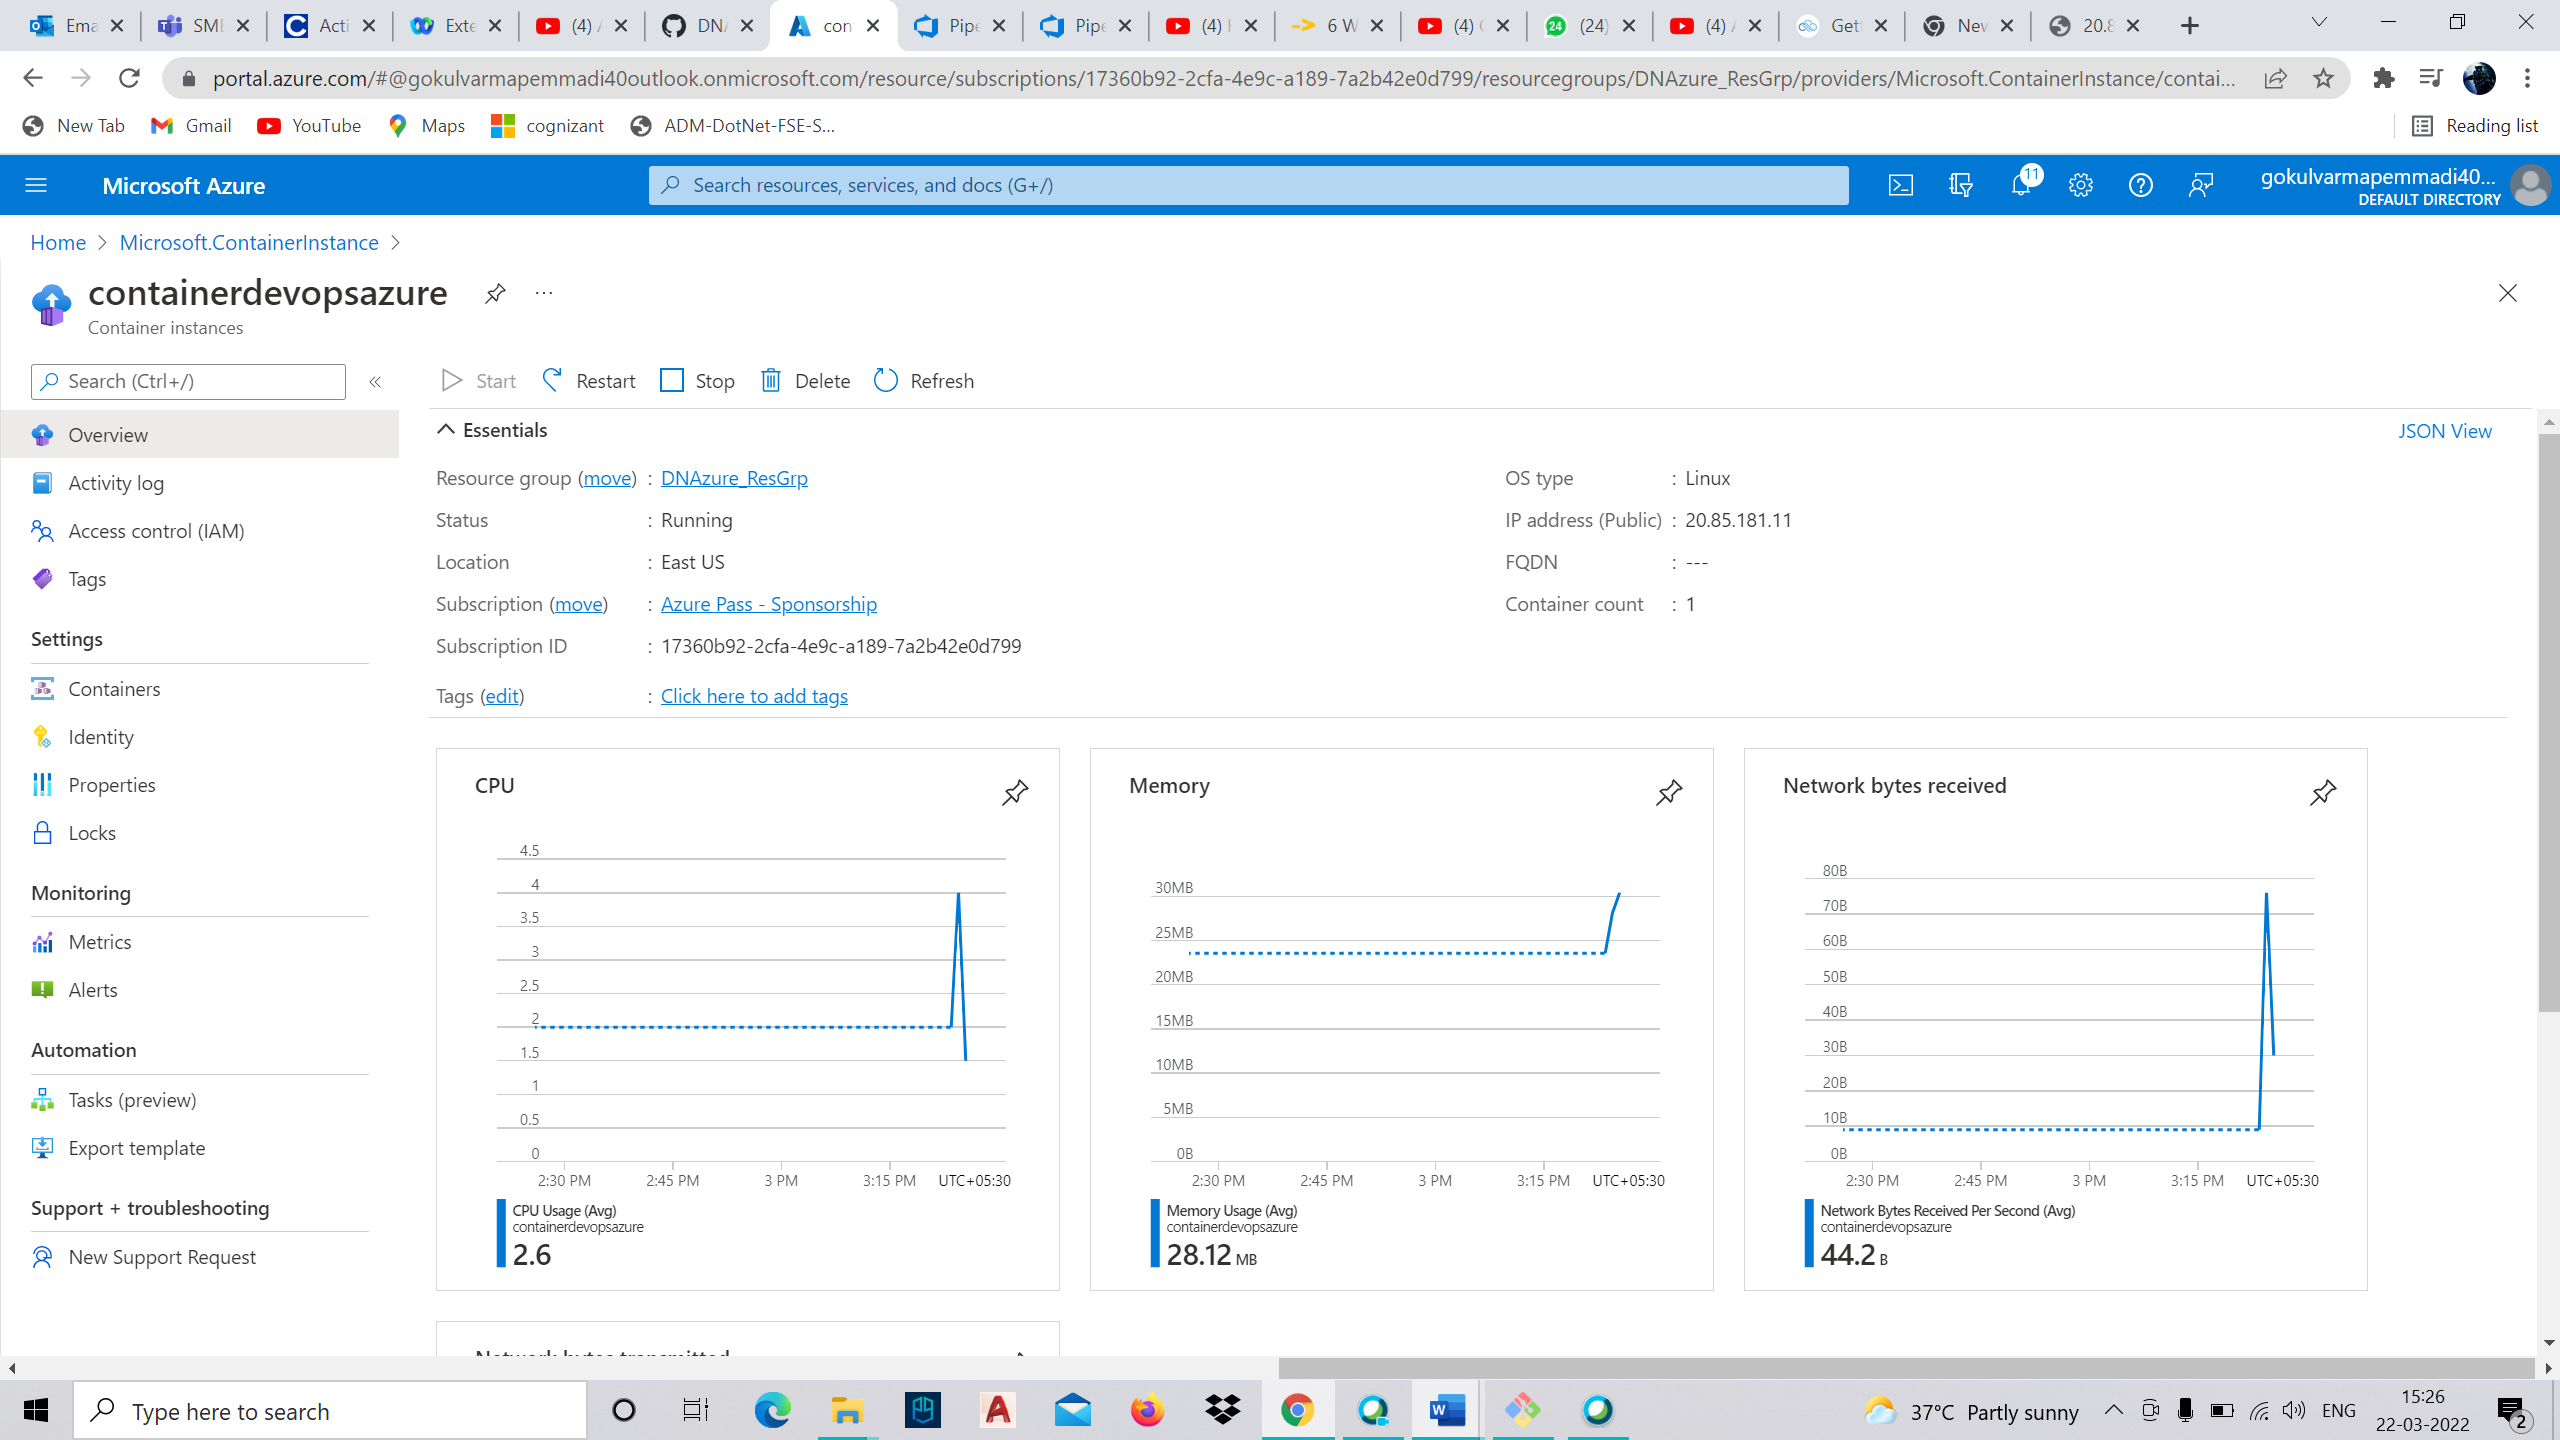 Ema
SME
Acti
Exte
(4) A
DNA
con
Pipe
Pipe
(4) H
6 W
(4) C
(24)
(4) A
Get
New
20.8
portal.azure.com/#@gokulvarmapemmadi40outlook.onmicrosoft.com/resource/subscriptions/17360b92-2cfa-4e9c-a189-7a2b42e0d799/resourcegroups/DNAzure_ResGrp/providers/Microsoft.ContainerInstance/contai...
New Tab
Gmail
YouTube
Maps
cognizant
ADM-DotNet-FSE-S...
Reading list
Microsoft Azure
Search resources, services, and docs (G+/)
11
gokulvarmapemmadi40...
DEFAULT DIRECTORY
Home > Microsoft.ContainerInstance >
containerdevopsazure
Container instances
Search (Ctrl+/)
Start
Restart
Stop
Delete
Refresh
Overview
Activity log
Access control (IAM)
Tags
Settings
Containers
Identity
Properties
Locks
Monitoring
Metrics
Alerts
Automation
Tasks (preview)
Export template
Support + troubleshooting
New Support Request
Essentials
JSON View
Resource group (move) : DNAzure_ResGrp
Status : Running
Location : East US
Subscription (move) : Azure Pass - Sponsorship
Subscription ID : 17360b92-2cfa-4e9c-a189-7a2b42e0d799
Tags (edit) : Click here to add tags
OS type : Linux
IP address (Public) : 20.85.181.11
FQDN : ---
Container count : 1
CPU
4.5
4
3.5
3
2.5
2
1.5
1
0.5
0
2:30 PM 2:45 PM 3 PM 3:15 PM UTC+05:30
CPU Usage (Avg)
containerdevopsazure
2.6
Memory
30MB
25MB
20MB
15MB
10MB
5MB
0B
2:30 PM 2:45 PM 3 PM 3:15 PM UTC+05:30
Memory Usage (Avg)
containerdevopsazure
28.12 MB
Network bytes received
80B
70B
60B
50B
40B
30B
20B
10B
0B
2:30 PM 2:45 PM 3 PM 3:15 PM UTC+05:30
Network Bytes Received Per Second (Avg)
containerdevopsazure
44.2 B
Network bytes transmitted
Type here to search
37°C Partly sunny
ENG
15:26
22-03-2022
2